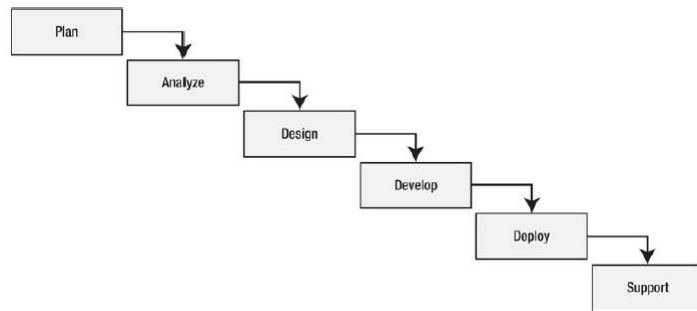 Plan
Analyze
Design
Develop
Deploy
Support